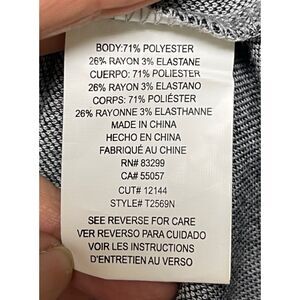 BODY:71% POLYESTER
26% RAYON 3% ELASTANE
CUERPO: 71% POLIESTER
26% RAYON 3% ELASTANO
CORPS: 71% POLIÉSTER
26% RAYONNE 3% ELASTHANNE
MADE IN CHINA
HECHO EN CHINA
FABRIQUÉ AU CHINE
RN# 83299
CA# 55057
CUT# 12144
STYLE# T2569N
SEE REVERSE FOR CARE
VER REVERSO PARA CUIDADO
VOIR LES INSTRUCTIONS
D'ENTRETIEN AU VERSO